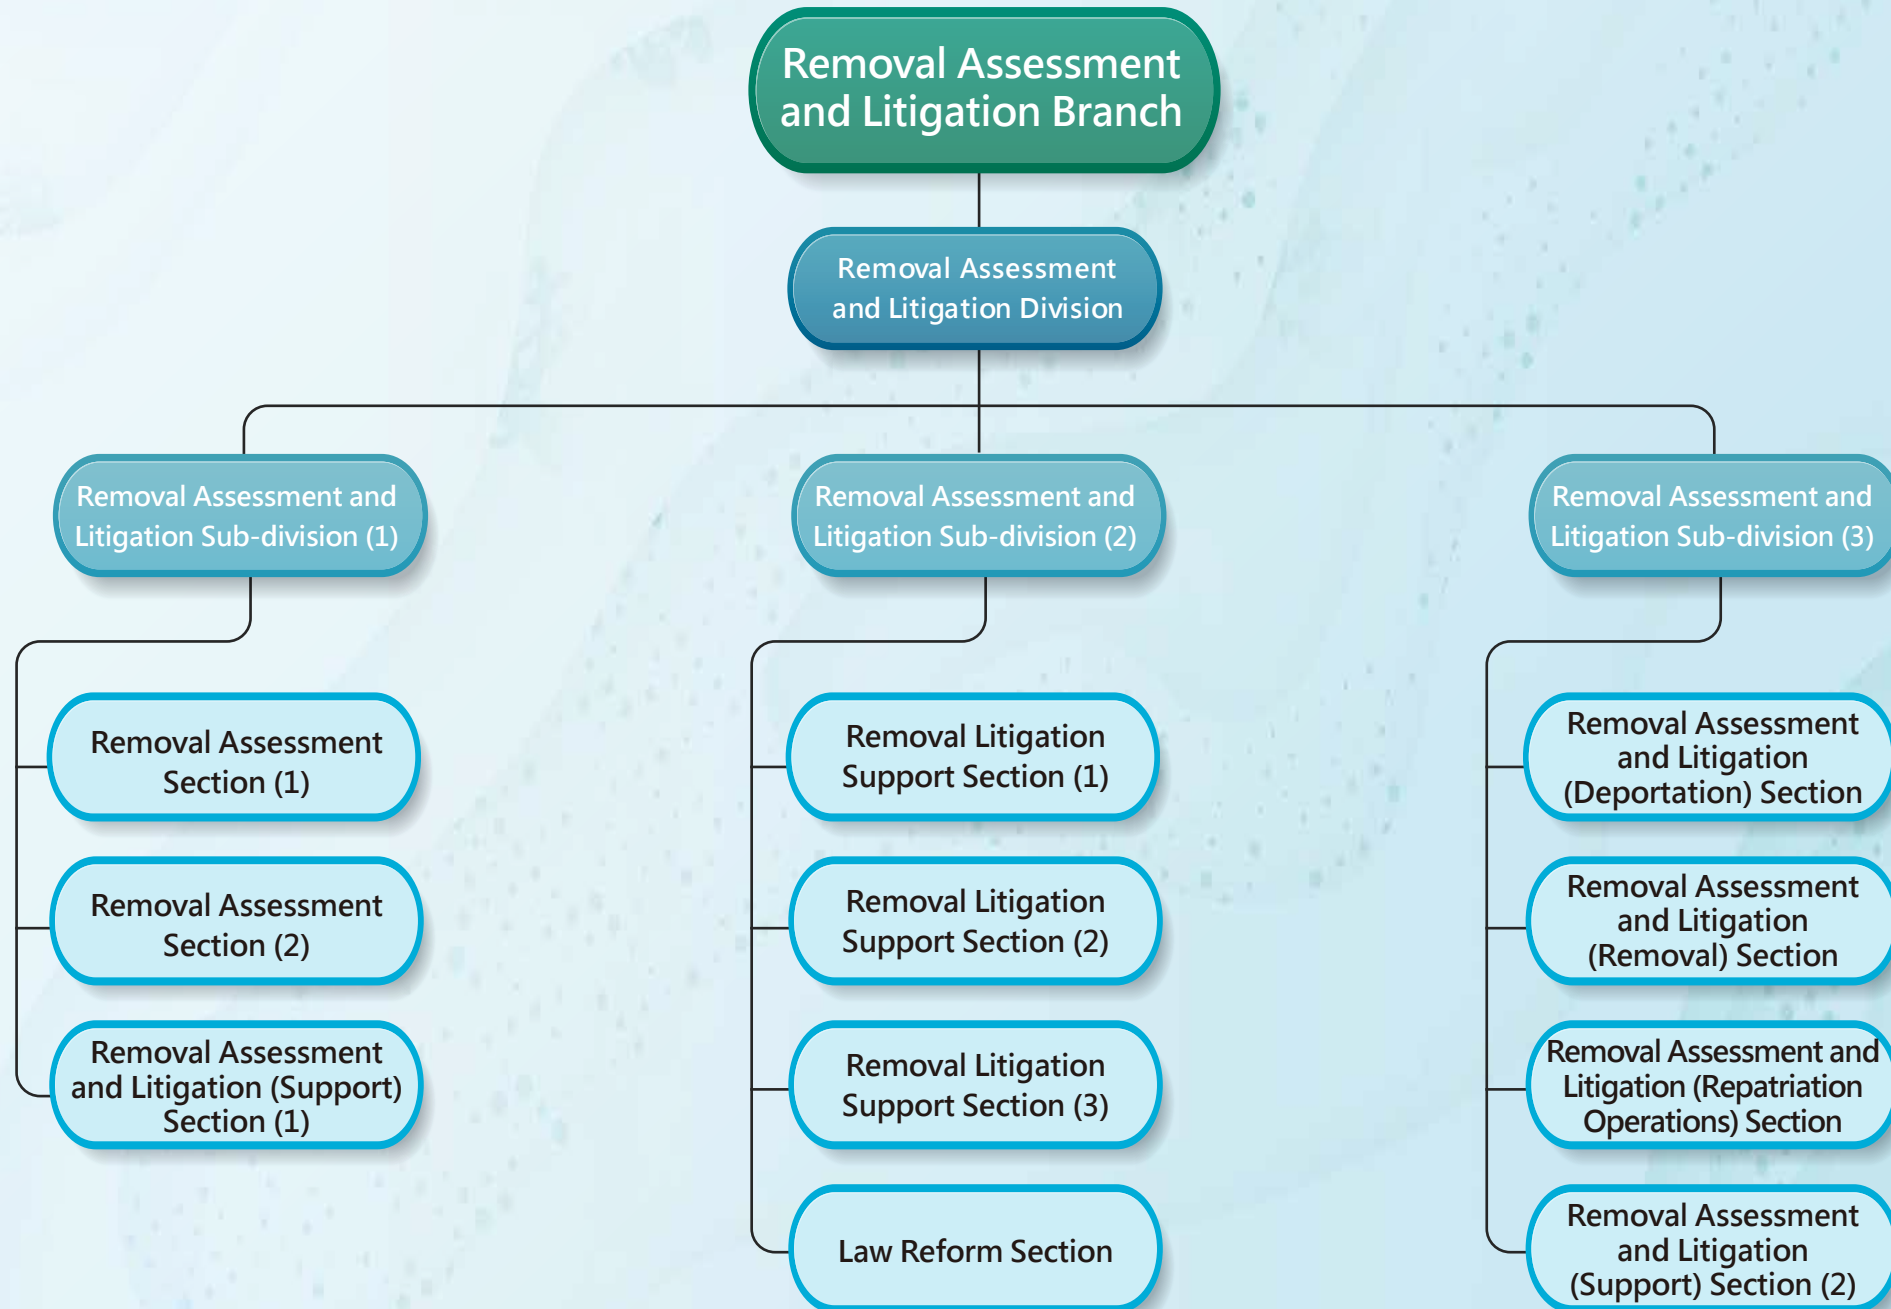 Removal Assessment
and Litigation Branch
Removal Assessment
and Litigation Division
Removal Assessment and
Litigation Sub-division (1)
Removal Assessment and
Litigation Sub-division (2)
Removal Assessment and
Litigation Sub-division (3)
Removal Assessment
Section (1)
Removal Assessment
Section (2)
Removal Assessment
and Litigation (Support)
Section (1)
Removal Litigation
Support Section (1)
Removal Litigation
Support Section (2)
Removal Litigation
Support Section (3)
Law Reform Section
Removal Assessment
and Litigation
(Deportation) Section
Removal Assessment
and Litigation
(Removal) Section
Removal Assessment and
Litigation (Repatriation
Operations) Section
Removal Assessment
and Litigation
(Support) Section (2)